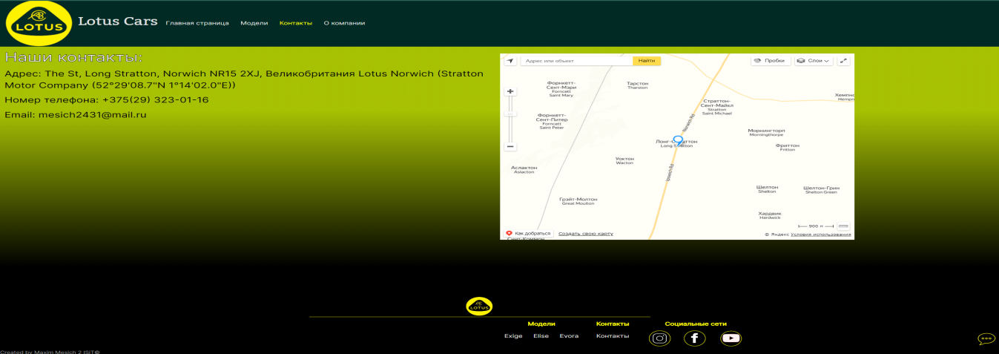 LOTUS
Lotus Cars
Главная страница Модели Контакты О компании
Наши контакты:
Адрес: The St, Long Stratton, Norwich NR15 2XJ, Великобритания Lotus Norwich (Stratton
Motor Company (52°29'08.7"N 1°14'02.0"E))
Номер телефона: +375(29) 323-01-16
Email: mesich2431@mail.ru
Адрес или объект Найти
Пробки Слои
Форнкетт-
Сент-Мэри
Forncett
Saint Mary
Тарстон
Tharston
Хемпно
Hempn
Страттон-
Сент-Майкл
Stratton
Saint Michael
Norwich Rd
Форнкетт-
Сент-Питер
Forncett
Saint Peter
Морнингторп
Morningthorpe
Лонг-Страттон
Long Stratton
Фриттон
Fritton
Уоктон
Wacton
Аслактон
Aslacton
Ipswich Rd
Шелтон
Shelton
Шелтон-Грин
Shelton Green
Грэйт-Молтон
Great Moulton
Хардвик
Hardwick
900 м
Как добраться Создать свою карту
© Яндекс Условия использования
LOTUS
Модели Контакты Социальные сети
Exige Elise Evora Контакты
Created by Maxim Mesich 2 ISIT©